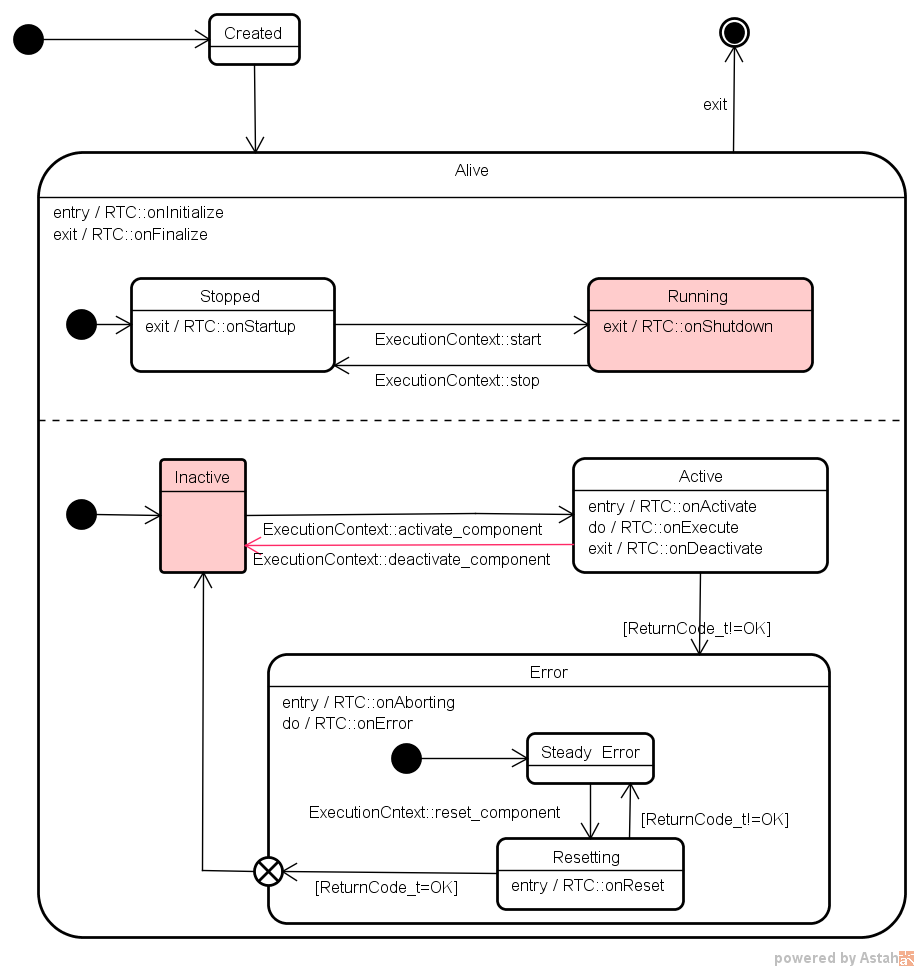 Created
exit
Alive
entry / RTC::onInitialize
exit / RTC::onFinalize
Stopped
exit / RTC::onStartup
Running
exit / RTC::onShutdown
ExecutionContext::start
ExecutionContext::stop
Inactive
Active
entry / RTC::onActivate
do / RTC::onExecute
exit / RTC::onDeactivate
ExecutionContext::activate_component
ExecutionContext::deactivate_component
[ReturnCode_t!=OK]
Error
entry / RTC::onAborting
do / RTC::onError
Steady Error
ExecutionCntext::reset_component
[ReturnCode_t!=OK]
Resetting
entry / RTC::onReset
[ReturnCode_t=OK]
powered by Astah